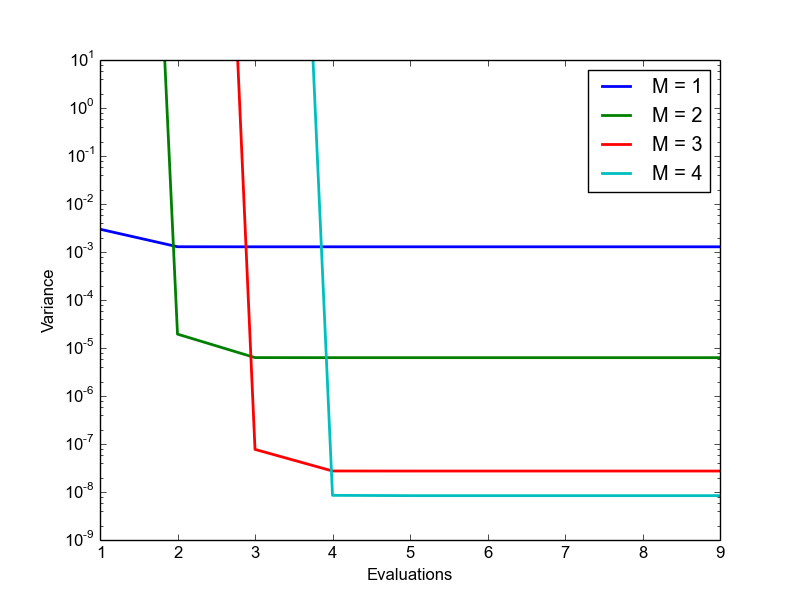 10^1
10^0
10^-1
10^-2
10^-3
10^-4
10^-5
10^-6
10^-7
10^-8
10^-9
Variance
M = 1
M = 2
M = 3
M = 4
1 2 3 4 5 6 7 8 9
Evaluations